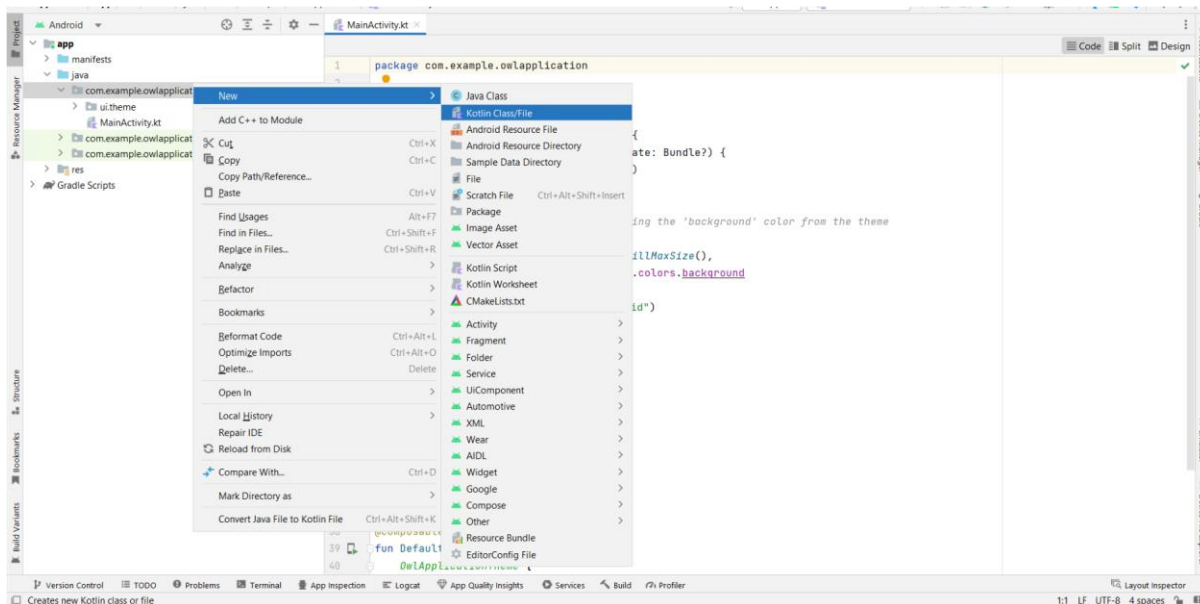 Android
MainActivity.kt
Code Split Design
Project
Resource Manager
Structure
Bookmarks
Build Variants
app
manifests
java
com.example.owlapplicat
ui.theme
MainActivity.kt
com.example.owlapplicat
com.example.owlapplicat
res
Gradle Scripts
New
Add C++ to Module
Cut Ctrl+X
Copy Ctrl+C
Copy Path/Reference...
Paste Ctrl+V
Find Usages Alt+F7
Find in Files... Ctrl+Shift+F
Replace in Files... Ctrl+Shift+R
Analyze
Refactor
Bookmarks
Reformat Code Ctrl+Alt+L
Optimize Imports Ctrl+Alt+O
Delete... Delete
Open In
Local History
Repair IDE
Reload from Disk
Compare With... Ctrl+D
Mark Directory as
Convert Java File to Kotlin File Ctrl+Alt+Shift+K
Java Class
Kotlin Class/File
Android Resource File
Android Resource Directory
Sample Data Directory
File
Scratch File Ctrl+Alt+Shift+Insert
Package
Image Asset
Vector Asset
Kotlin Script
Kotlin Worksheet
CMakeLists.txt
Activity
Fragment
Folder
Service
UiComponent
Automotive
XML
Wear
AIDL
Widget
Google
Compose
Other
Resource Bundle
EditorConfig File
1 package com.example.owlapplication
{
ate: Bundle?) {
)
ing the 'background' color from the theme
illMaxSize(),
.colors.background
id")
39 fun Default
40
Version Control TODO Problems Terminal App Inspection Logcat App Quality Insights Services Build Profiler Layout Inspector
Creates new Kotlin class or file 1:1 LF UTF-8 4 spaces